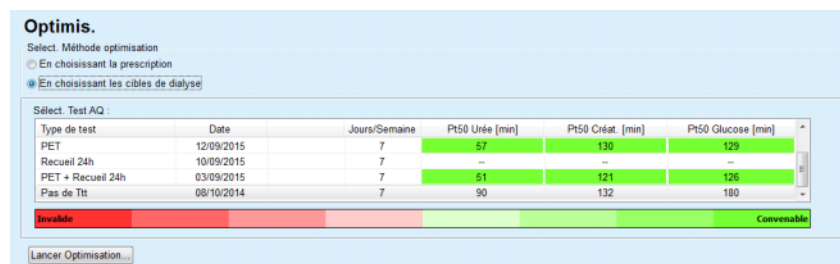 Optimis.
Select. Méthode optimisation
En choisissant la prescription
En choisissant les cibles de dialyse
Sélect. Test AQ :
Type de test Date Jours/Semaine Pt50 Urée [min] Pt50 Créat. [min] Pt50 Glucose [min]
PET 12/09/2015 7 57 130 129
Recueil 24h 10/09/2015 7 -- -- --
PET + Recueil 24h 03/09/2015 7 51 121 126
Pas de Ttt 08/10/2014 7 90 132 180
Invalide Convenable
Lancer Optimisation...